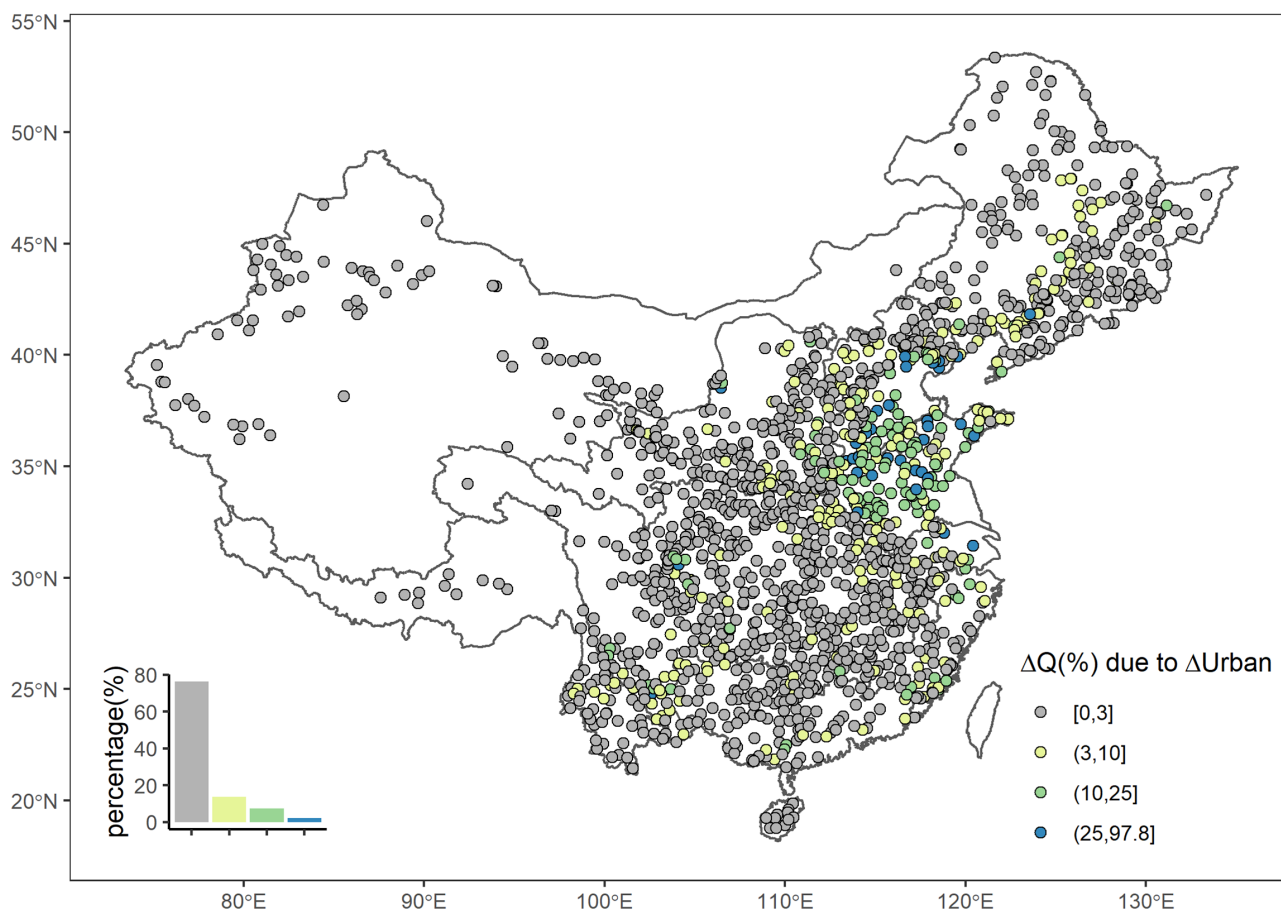 55°N
50°N
45°N
40°N
35°N
30°N
25°N
20°N
80°E 90°E 100°E 110°E 120°E 130°E
percentage(%)
80
60
40
20
0
ΔQ(%) due to ΔUrban
[0,3]
(3,10]
(10,25]
(25,97.8]